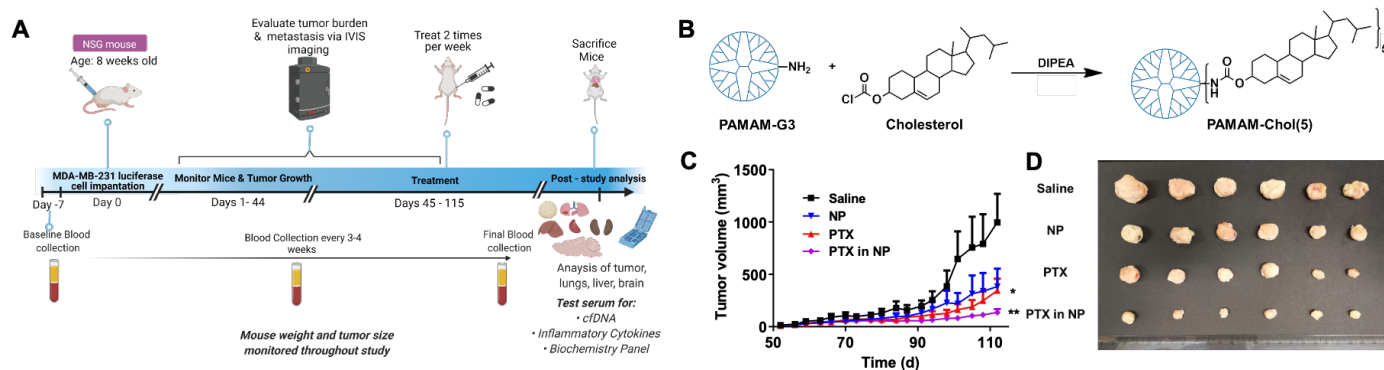 A
NSG mouse
Age: 8 weeks old
Evaluate tumor burden
& metastasis via IVIS
imaging
Treat 2 times
per week
Sacrifice
Mice
MDA-MB-231 luciferase
cell impantation
Monitor Mice & Tumor Growth
Treatment
Post - study analysis
Day -7
Day 0
Days 1- 44
Days 45 - 115
Baseline Blood
collection
Blood Collection every 3-4
weeks
Final Blood
collection
Anaysis of tumor,
lungs, liver, brain
Test serum for:
• cfDNA
• Inflammatory Cytokines
• Biochemistry Panel
Mouse weight and tumor size
monitored throughout study
B
NH2
+
Cl
O
O
DIPEA
N
H
O
O
5
PAMAM-G3
Cholesterol
PAMAM-Chol(5)
C
Tumor volume (mm3)
1500
1000
500
0
50
70
90
110
Time (d)
Saline
NP
PTX
PTX in NP
*
**
D
Saline
NP
PTX
PTX in NP